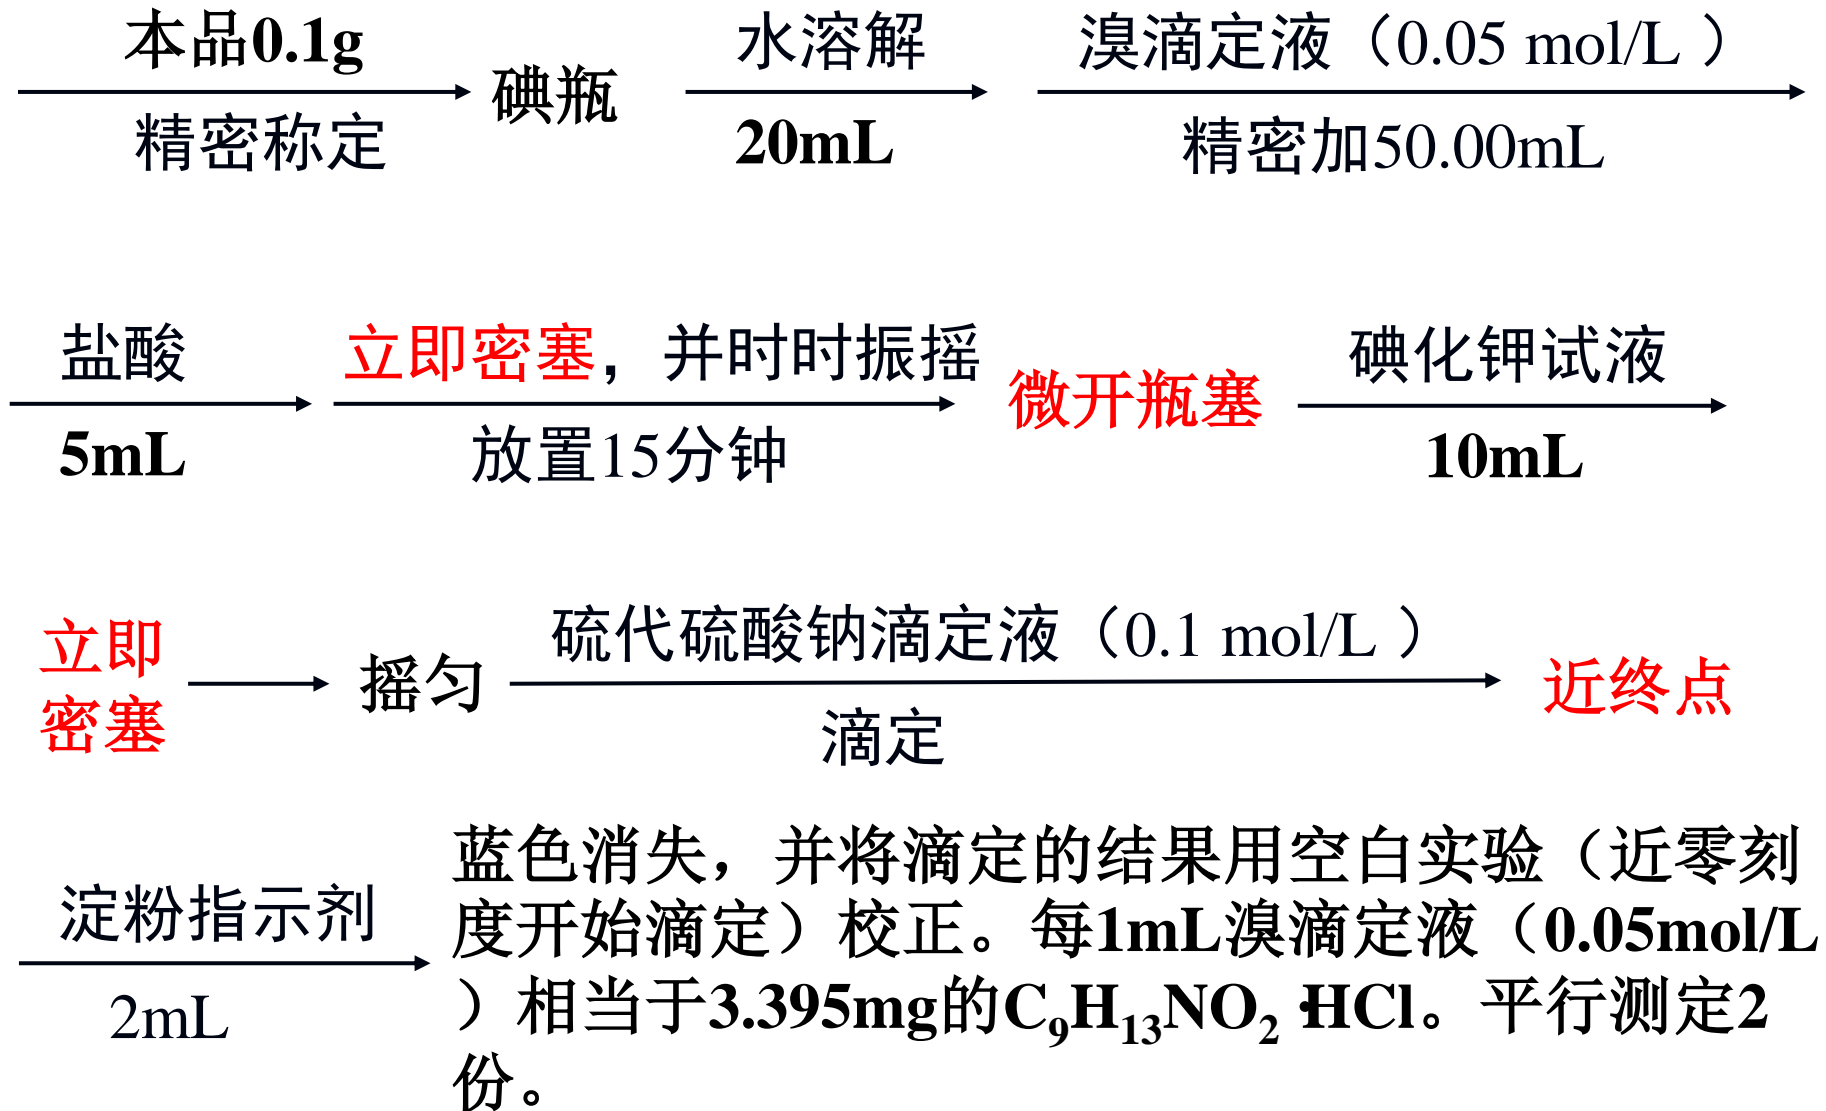 本品0.1g
精密称定
碘瓶
水溶解
20mL
溴滴定液（0.05 mol/L ）
精密加50.00mL
盐酸
5mL
立即密塞，并时时振摇
放置15分钟
微开瓶塞
碘化钾试液
10mL
立即
密塞
摇匀
硫代硫酸钠滴定液（0.1 mol/L ）
滴定
近终点
淀粉指示剂
2mL
蓝色消失，并将滴定的结果用空白实验（近零刻
度开始滴定）校正。每1mL溴滴定液（0.05mol/L
）相当于3.395mg的C₉H₁₃NO₂ ·HCl。平行测定2
份。